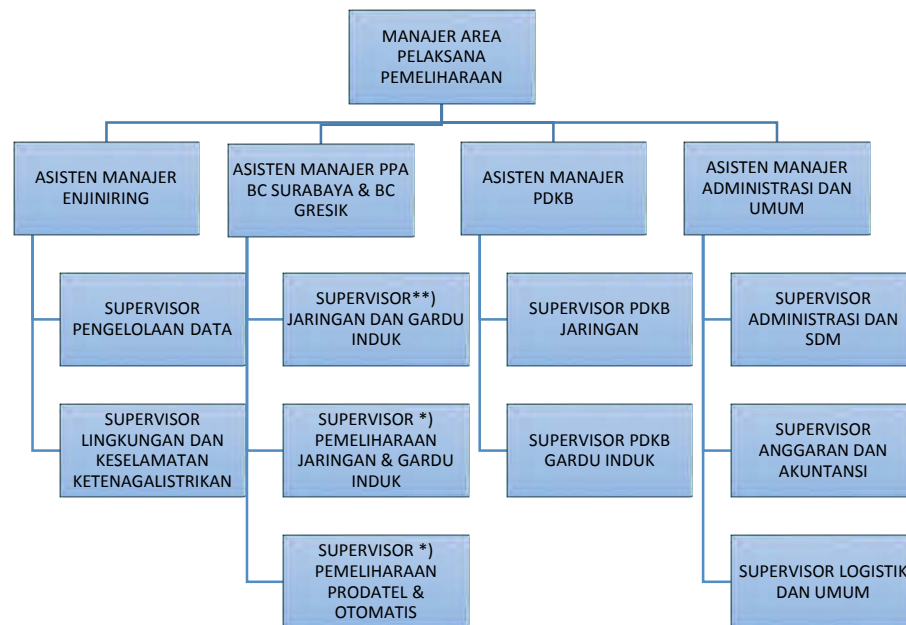 MANAJER AREA
PELAKSANA
PEMELIHARAAN
ASISTEN MANAJER
ENJINIRING
ASISTEN MANAJER PPA
BC SURABAYA & BC
GRESIK
ASISTEN MANAJER
PDKB
ASISTEN MANAJER
ADMINISTRASI DAN
UMUM
SUPERVISOR
PENGELOLAAN DATA
SUPERVISOR**)
JARINGAN DAN GARDU
INDUK
SUPERVISOR PDKB
JARINGAN
SUPERVISOR
ADMINISTRASI DAN
SDM
SUPERVISOR
LINGKUNGAN DAN
KESELAMATAN
KETENAGALISTRIKAN
SUPERVISOR *)
PEMELIHARAAN
JARINGAN & GARDU
INDUK
SUPERVISOR PDKB
GARDU INDUK
SUPERVISOR
ANGGARAN DAN
AKUNTANSI
SUPERVISOR *)
PEMELIHARAAN
PRODATEL &
OTOMATIS
SUPERVISOR LOGISTIK
DAN UMUM